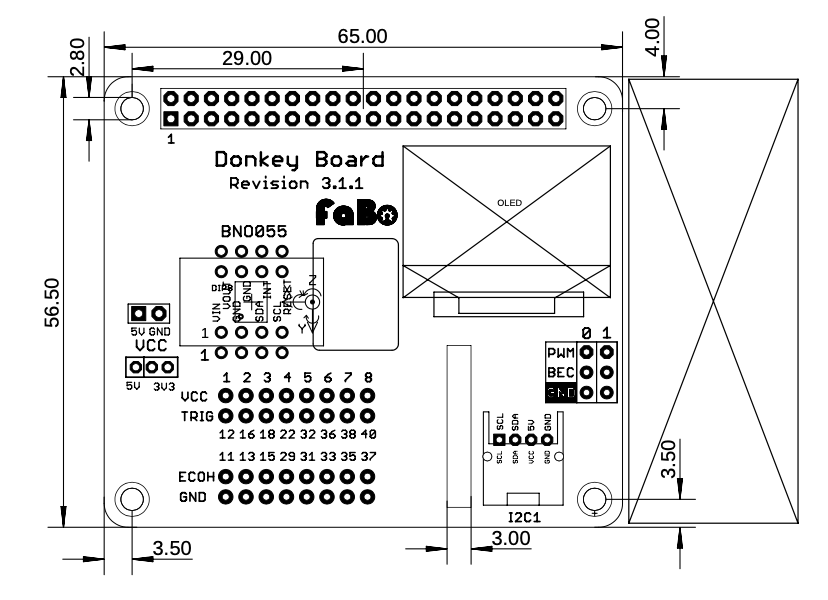 65.00
4.00
2.80
29.00
1
Donkey Board
Revision 3.1.1
FaBo
OLED
BNO055
56.50
VIN
VOUT
GND
GND
SDA
INT
SCL
RESET
Z
Y
1
1
5V GND
VCC
5V 3V3
0 1
PWM
BEC
GND
1 2 3 4 5 6 7 8
VCC
TRIG
12 16 18 22 32 36 38 40
11 13 15 29 31 33 35 37
ECOH
GND
SCL SDA 5V GND
SCL SDA VCC GND
I2C1
3.50
3.50
3.00